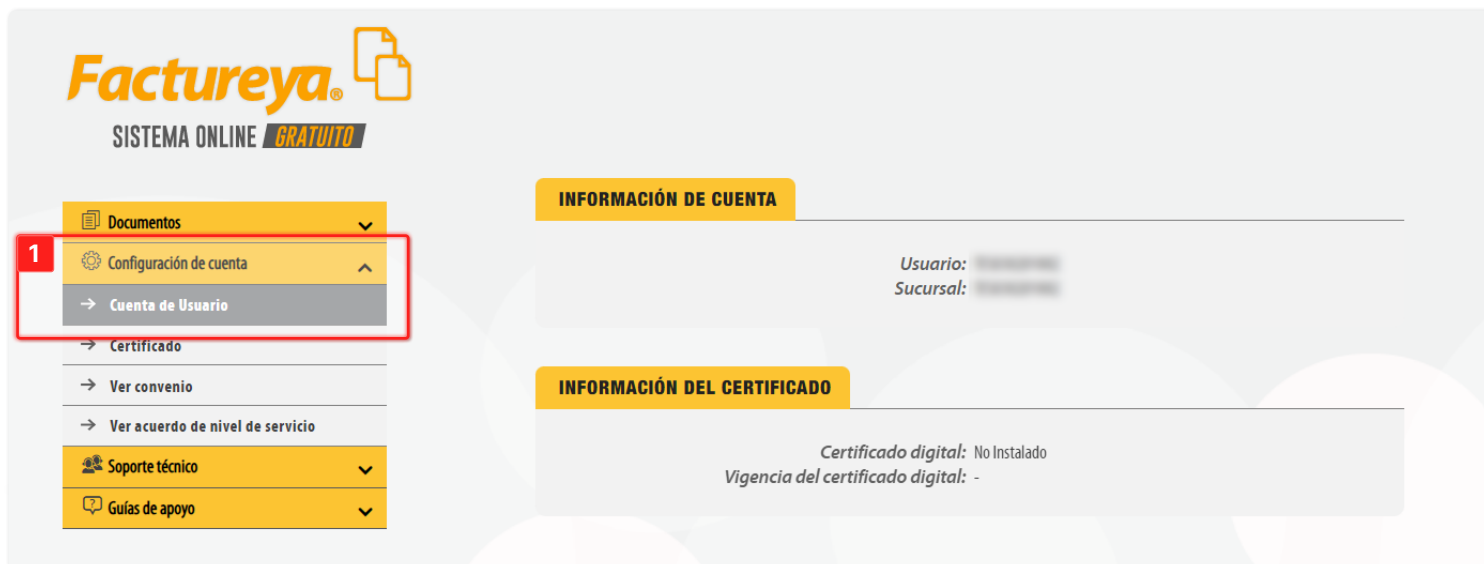 Factureya.®
SISTEMA ONLINE GRATUITO
Documentos
1
Configuración de cuenta
Cuenta de Usuario
Certificado
Ver convenio
Ver acuerdo de nivel de servicio
Soporte técnico
Guías de apoyo
INFORMACIÓN DE CUENTA
Usuario:
Sucursal:
INFORMACIÓN DEL CERTIFICADO
Certificado digital: No Instalado
Vigencia del certificado digital: -